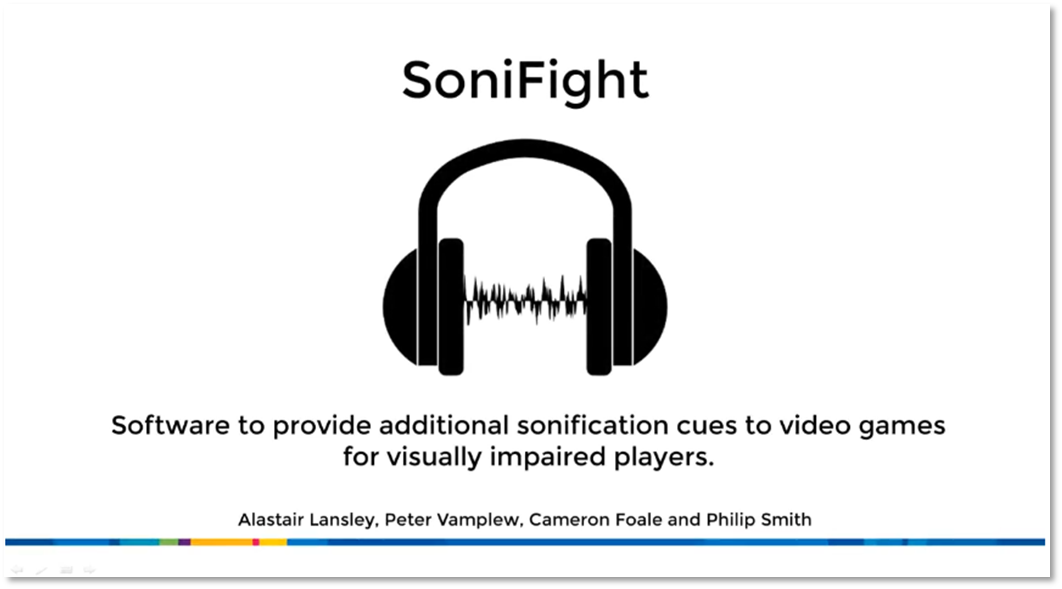 SoniFight
Software to provide additional sonification cues to video games
for visually impaired players.
Alastair Lansley, Peter Vamplew, Cameron Foale and Philip Smith